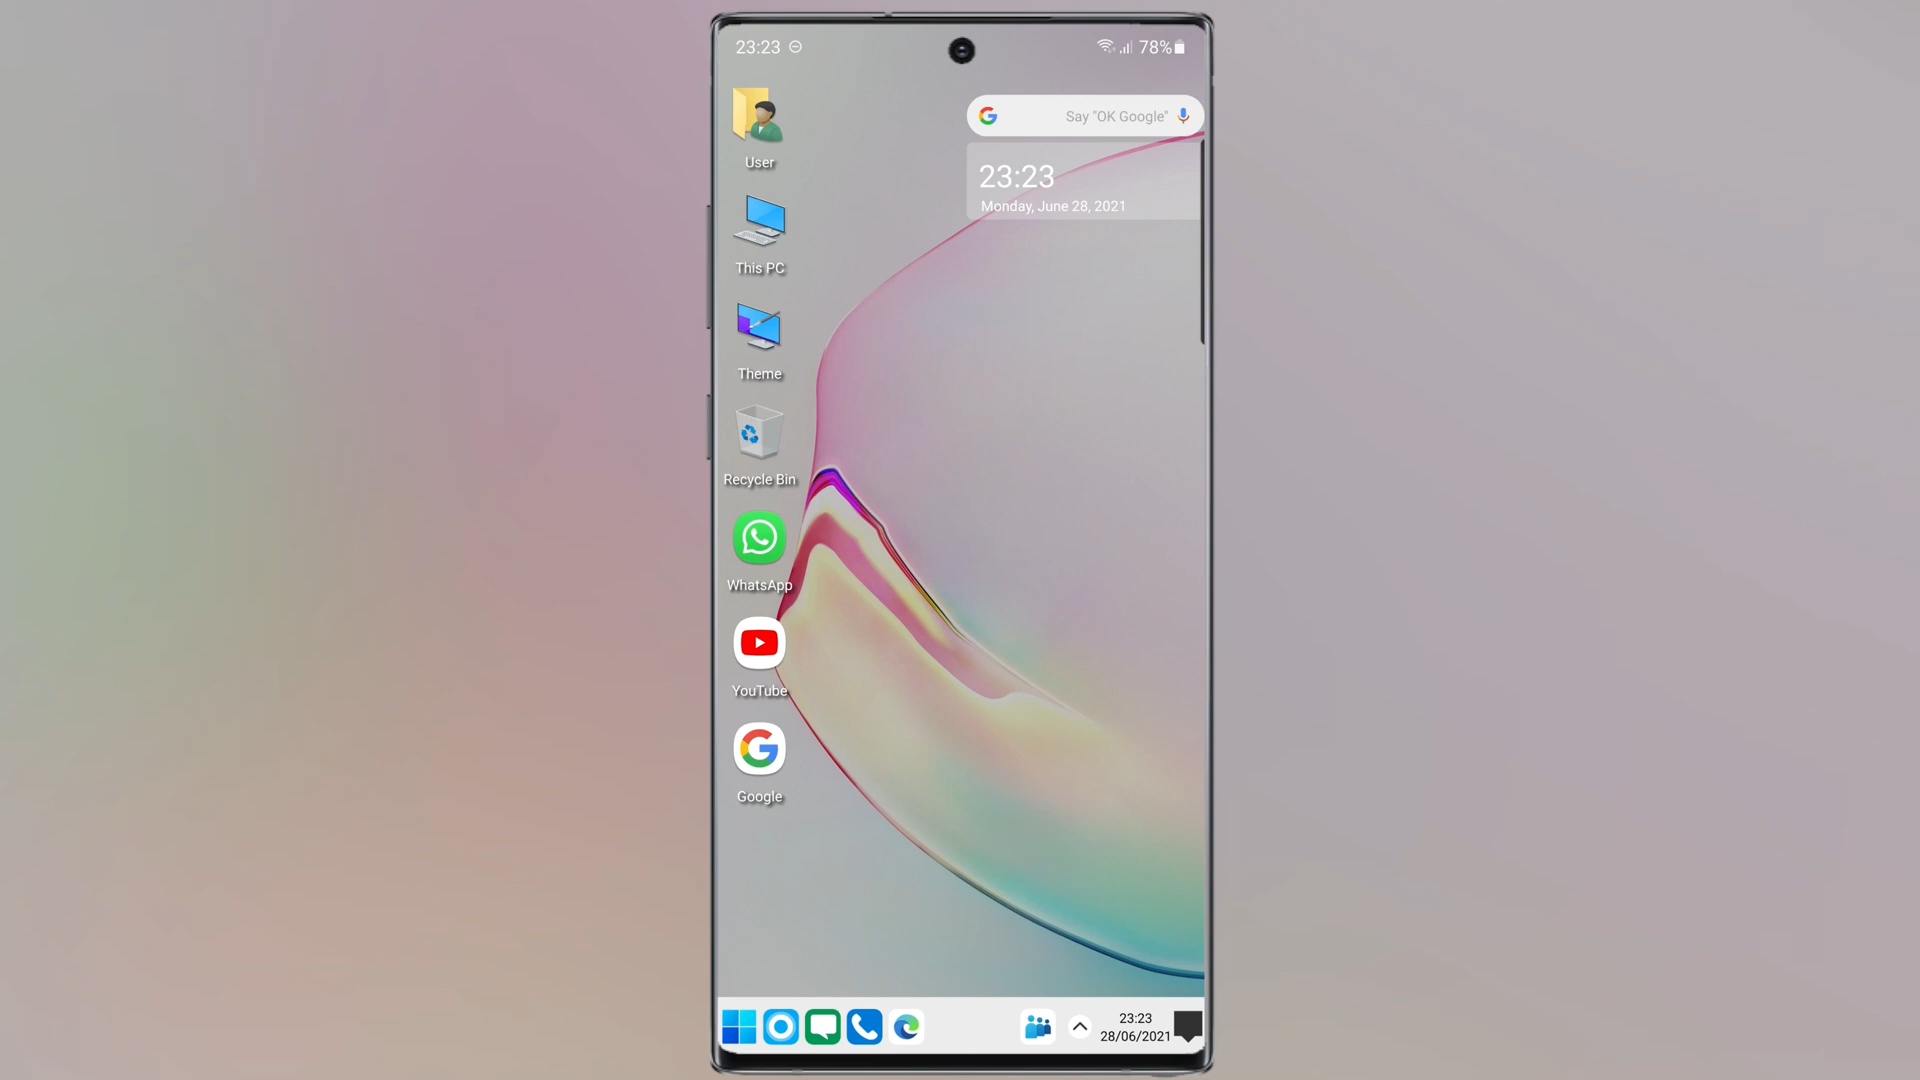 23:23
78%
User
Say "OK Google"
23:23
Monday, June 28, 2021
This PC
Theme
Recycle Bin
WhatsApp
YouTube
Google
23:23
28/06/2021